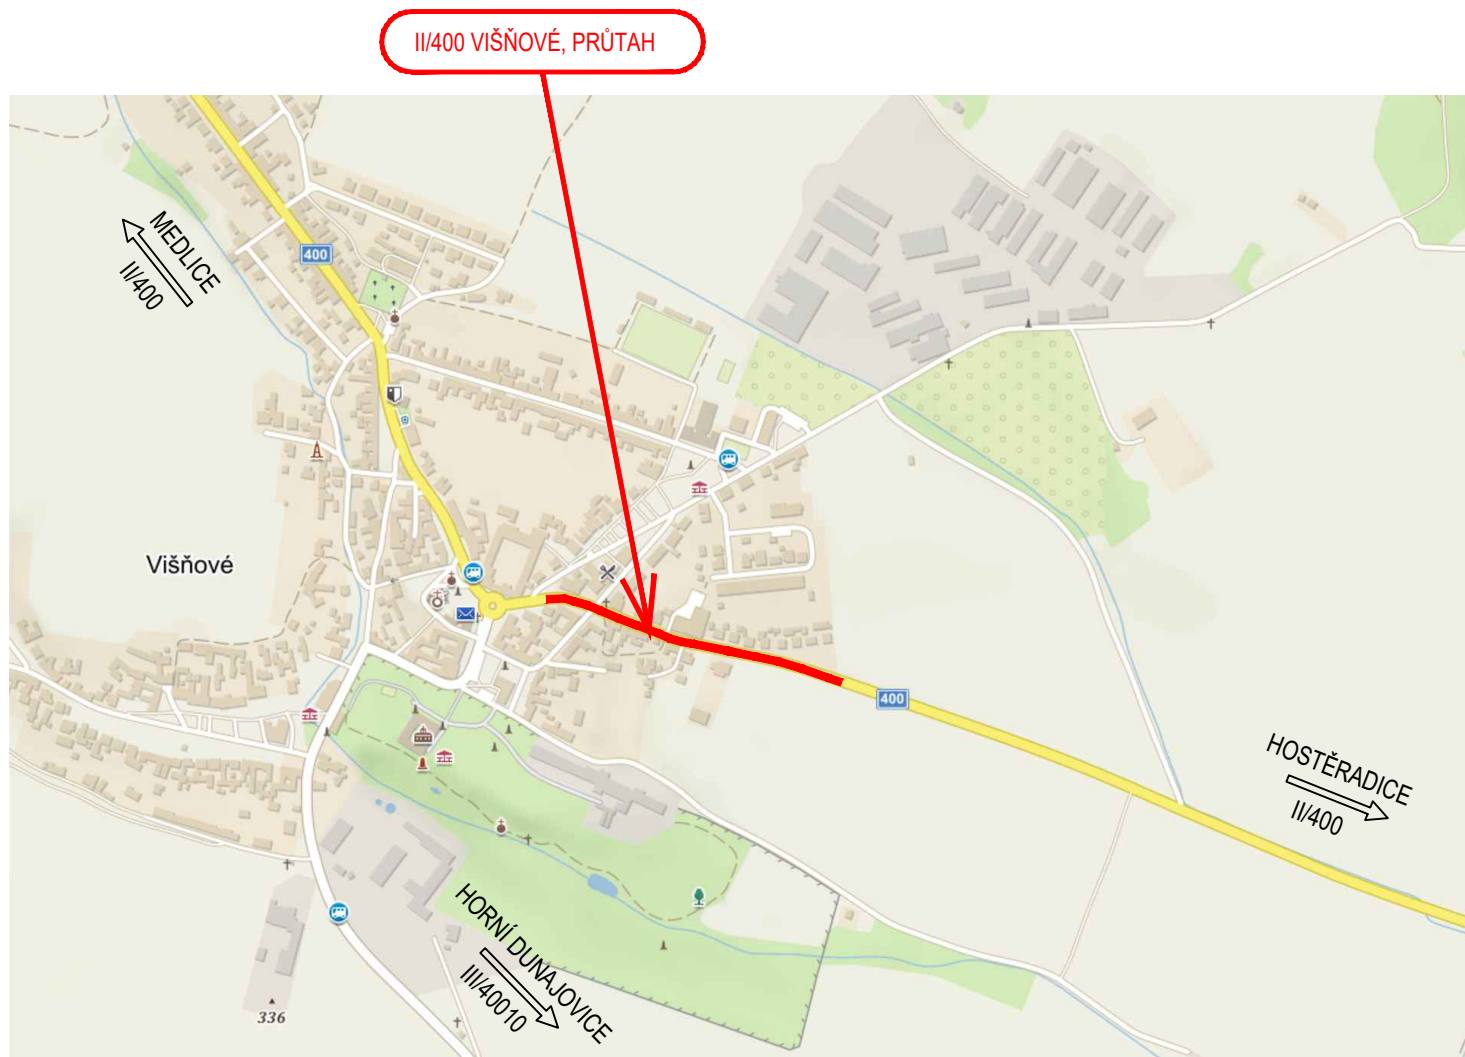 II/400 VIŠŇOVÉ, PRŮTAH
MEDLICE
II/400
400
Višňové
400
HOSTĚRADICE
II/400
HORNÍ DUNAJOVICE
III/40010
336